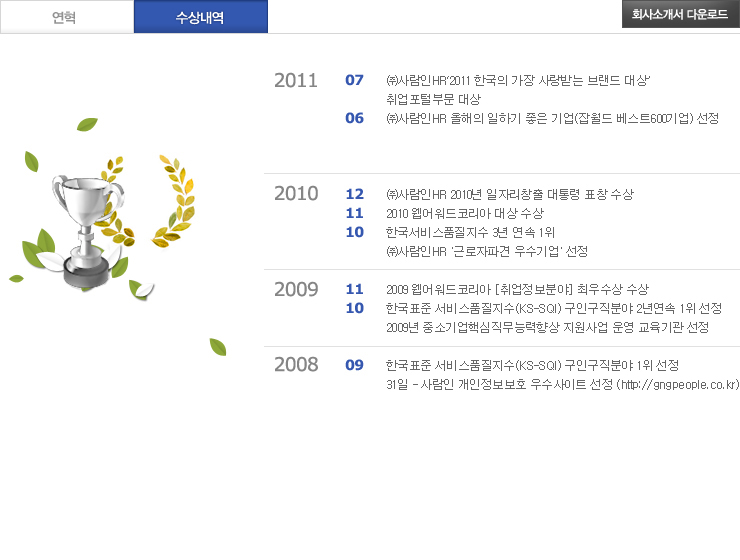 연혁 수상내역 회사소개서 다운로드
2011 07 ㈜사람인HR'2011 한국의 가장 사랑받는 브랜드 대상'
취업포털부문 대상
06 ㈜사람인HR 올해의 일하기 좋은 기업(잡월드 베스트600기업) 선정
2010 12 ㈜사람인HR 2010년 일자리창출 대통령 표창 수상
11 2010 웹어워드코리아 대상 수상
10 한국서비스품질지수 3년 연속 1위
㈜사람인HR '근로자파견 우수기업' 선정
2009 11 2009 웹어워드코리아 [취업정보분야] 최우수상 수상
10 한국표준 서비스품질지수(KS-SQI) 구인구직분야 2년연속 1위 선정
2009년 중소기업핵심직무능력향상 지원사업 운영 교육기관 선정
2008 09 한국표준 서비스품질지수(KS-SQI) 구인구직분야 1위 선정
31일 - 사람인 개인정보보호 우수사이트 선정 (http://gngpeople.co.kr)